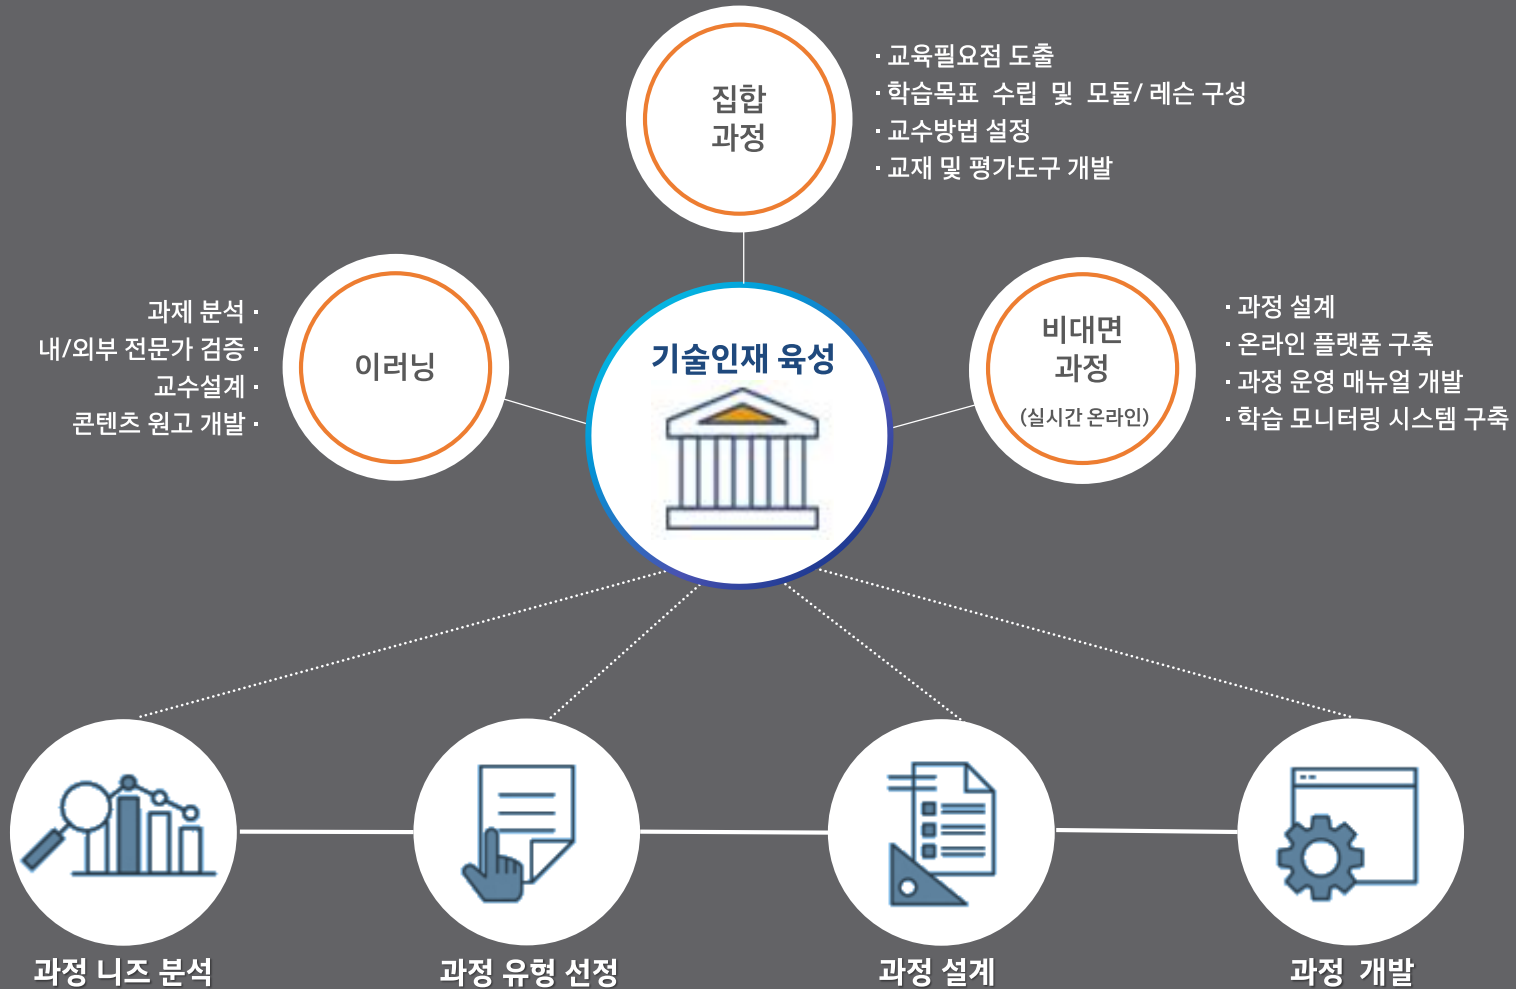 집합
과정
· 교육필요점 도출
· 학습목표 수립 및 모듈/ 레슨 구성
· 교수방법 설정
· 교재 및 평가도구 개발
과제 분석 ·
내/외부 전문가 검증 ·
교수설계 ·
콘텐츠 원고 개발 ·
이러닝
기술인재 육성
비대면
과정
(실시간 온라인)
· 과정 설계
· 온라인 플랫폼 구축
· 과정 운영 매뉴얼 개발
· 학습 모니터링 시스템 구축
과정 니즈 분석
과정 유형 선정
과정 설계
과정 개발